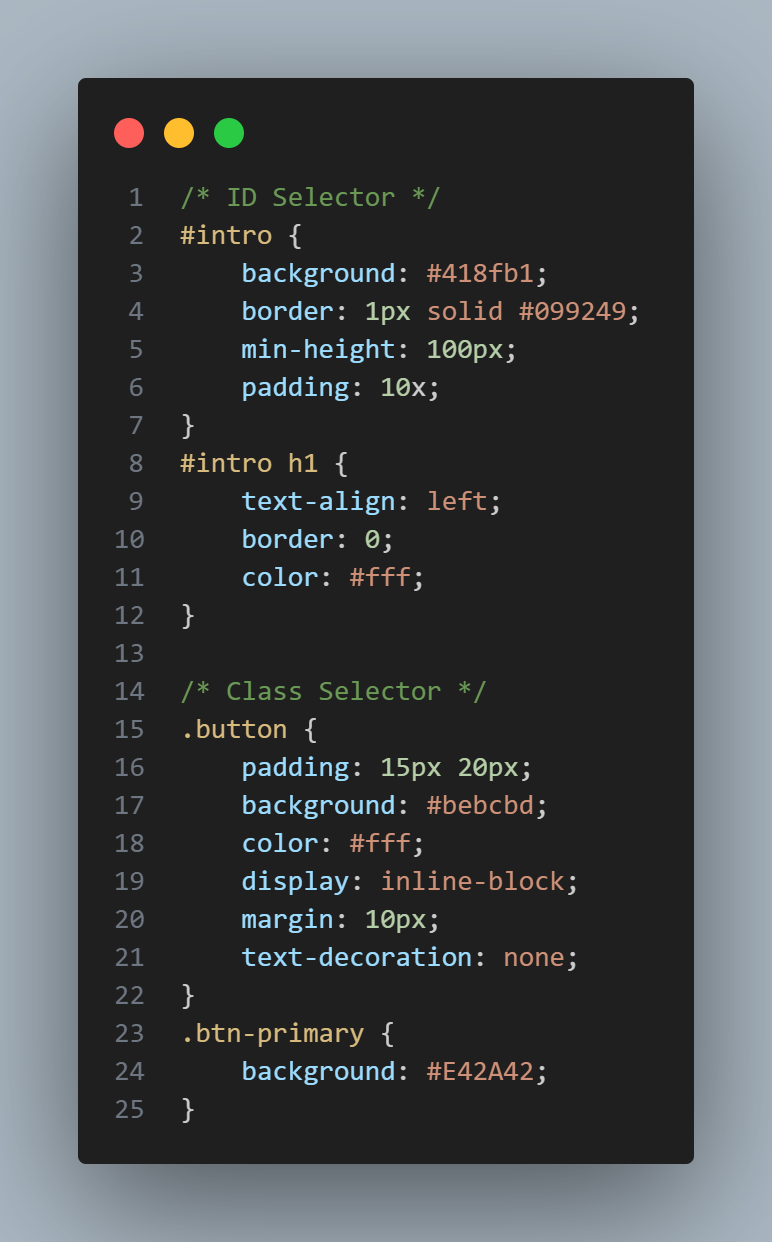 1 /* ID Selector */
2 #intro {
3     background: #418fb1;
4     border: 1px solid #099249;
5     min-height: 100px;
6     padding: 10x;
7 }
8 #intro h1 {
9     text-align: left;
10     border: 0;
11     color: #fff;
12 }
13
14 /* Class Selector */
15 .button {
16     padding: 15px 20px;
17     background: #bebcbd;
18     color: #fff;
19     display: inline-block;
20     margin: 10px;
21     text-decoration: none;
22 }
23 .btn-primary {
24     background: #E42A42;
25 }